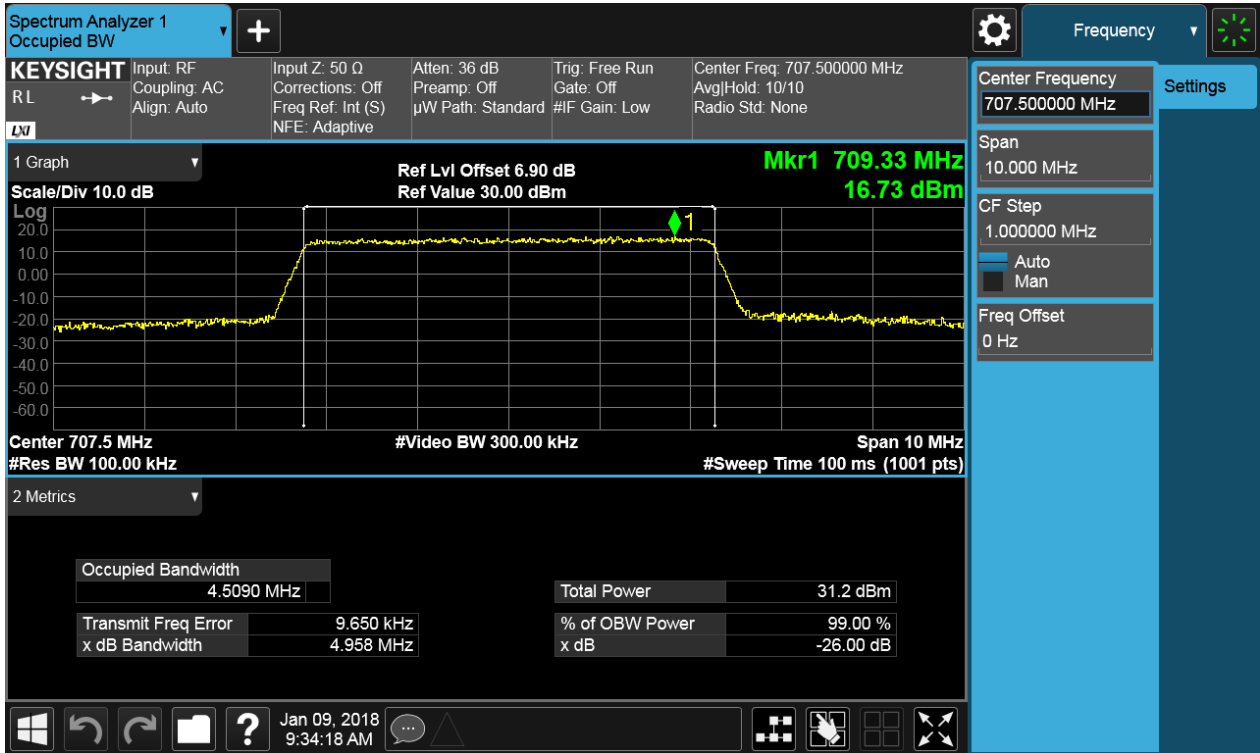 Spectrum Analyzer 1
Occupied BW
+
Frequency
KEYSIGHT
RL
LXI
Input: RF
Coupling: AC
Align: Auto
Input Z: 50 Ω
Corrections: Off
Freq Ref: Int (S)
NFE: Adaptive
Atten: 36 dB
Preamp: Off
µW Path: Standard
Trig: Free Run
Gate: Off
#IF Gain: Low
Center Freq: 707.500000 MHz
Avg|Hold: 10/10
Radio Std: None
Center Frequency
707.500000 MHz
Settings
Span
10.000 MHz
CF Step
1.000000 MHz
Auto
Man
Freq Offset
0 Hz
1 Graph
Scale/Div 10.0 dB
Ref Lvl Offset 6.90 dB
Ref Value 30.00 dBm
Mkr1 709.33 MHz
16.73 dBm
Log
20.0
10.0
0.00
-10.0
-20.0
-30.0
-40.0
-50.0
-60.0
1
Center 707.5 MHz
#Video BW 300.00 kHz
Span 10 MHz
#Res BW 100.00 kHz
#Sweep Time 100 ms (1001 pts)
2 Metrics
Occupied Bandwidth
4.5090 MHz
Total Power 31.2 dBm
Transmit Freq Error 9.650 kHz
% of OBW Power 99.00 %
x dB Bandwidth 4.958 MHz
x dB -26.00 dB
?
Jan 09, 2018
9:34:18 AM